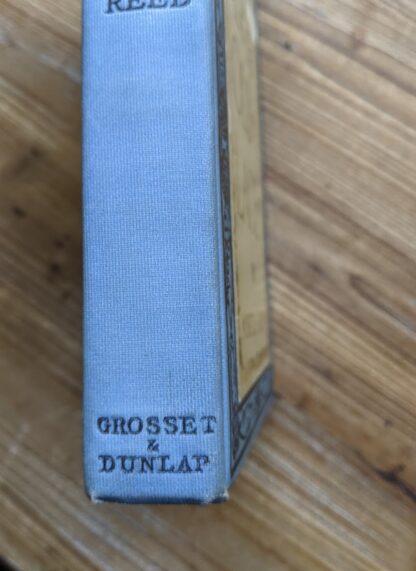 REED
GROSSET
&
DUNLAP